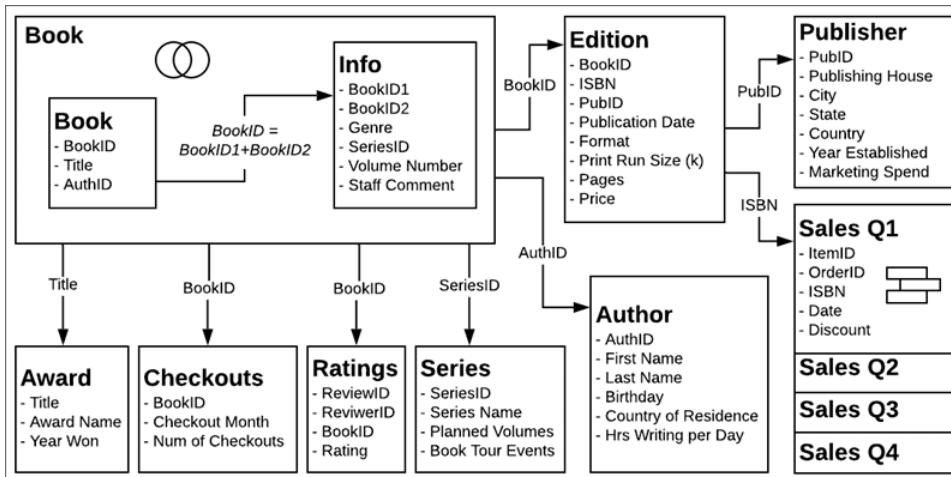 Book
Book
- BookID
- Title
- AuthID
BookID =
BookID1+BookID2
Info
- BookID1
- BookID2
- Genre
- SeriesID
- Volume Number
- Staff Comment
BookID
Edition
- BookID
- ISBN
- PubID
- Publication Date
- Format
- Print Run Size (k)
- Pages
- Price
PubID
Publisher
- PubID
- Publishing House
- City
- State
- Country
- Year Established
- Marketing Spend
ISBN
Sales Q1
- ItemID
- OrderID
- ISBN
- Date
- Discount
Sales Q2
Sales Q3
Sales Q4
AuthID
Author
- AuthID
- First Name
- Last Name
- Birthday
- Country of Residence
- Hrs Writing per Day
Title
BookID
BookID
SeriesID
Award
- Title
- Award Name
- Year Won
Checkouts
- BookID
- Checkout Month
- Num of Checkouts
Ratings
- ReviewID
- ReviwerID
- BookID
- Rating
Series
- SeriesID
- Series Name
- Planned Volumes
- Book Tour Events